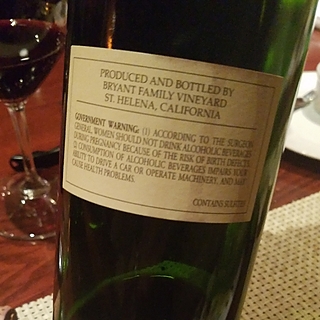 PRODUCED AND BOTTLED BY
BRYANT FAMILY VINEYARD
ST. HELENA, CALIFORNIA
GOVERNMENT WARNING: (1) ACCORDING TO THE SURGEON
GENERAL, WOMEN SHOULD NOT DRINK ALCOHOLIC BEVERAGES
DURING PREGNANCY BECAUSE OF THE RISK OF BIRTH DEFECTS.
(2) CONSUMPTION OF ALCOHOLIC BEVERAGES IMPAIRS YOUR
ABILITY TO DRIVE A CAR OR OPERATE MACHINERY, AND MAY
CAUSE HEALTH PROBLEMS.
CONTAINS SULFITES